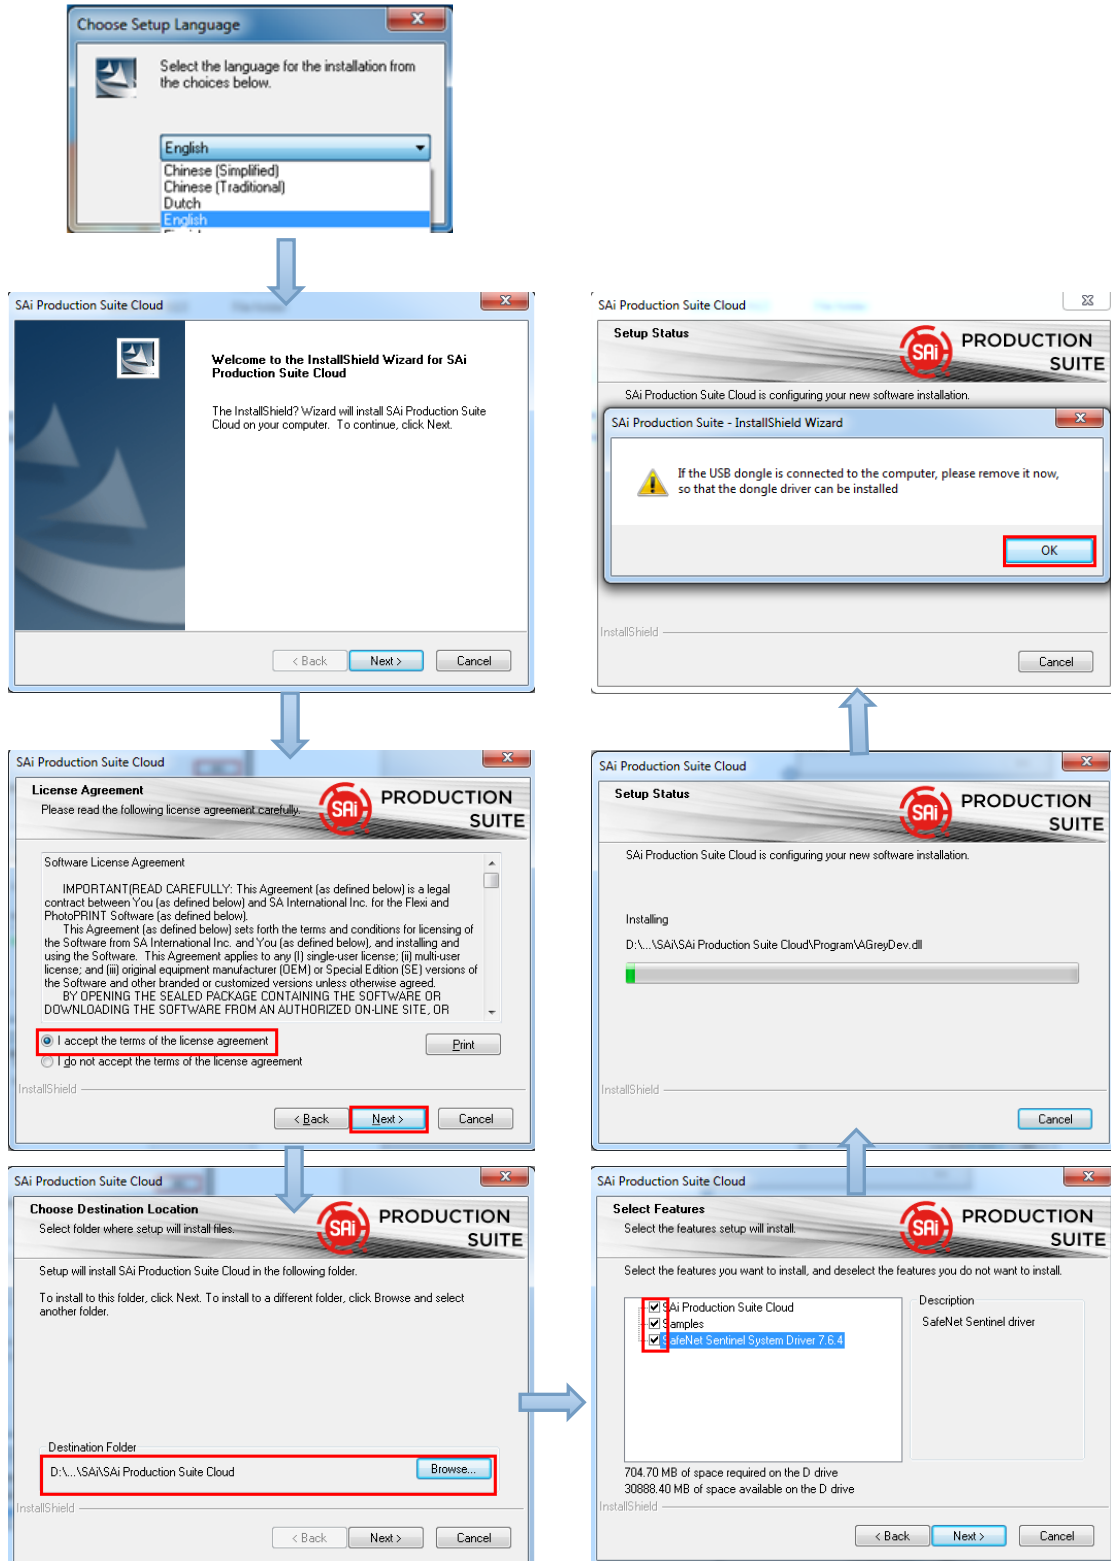 Choose Setup Language
Select the language for the installation from
the choices below.
English
Chinese (Simplified)
Chinese (Traditional)
Dutch
English
SAi Production Suite Cloud
Welcome to the InstallShield Wizard for SAi
Production Suite Cloud
The InstallShield? Wizard will install SAi Production Suite
Cloud on your computer. To continue, click Next.
< Back
Next >
Cancel
SAi Production Suite Cloud
License Agreement
Please read the following license agreement carefully.
SAi
PRODUCTION
SUITE
Software License Agreement
IMPORTANT(READ CAREFULLY: This Agreement (as defined below) is a legal
contract between You (as defined below) and SA International Inc. for the Flexi and
PhotoPRINT Software (as defined below).
This Agreement (as defined below) sets forth the terms and conditions for licensing of
the Software from SA International Inc. and You (as defined below), and installing and
using the Software. This Agreement applies to any (I) single-user license; (ii) multi-user
license; and (iii) original equipment manufacturer (OEM) or Special Edition (SE) versions of
the Software and other branded or customized versions unless otherwise agreed.
BY OPENING THE SEALED PACKAGE CONTAINING THE SOFTWARE OR
DOWNLOADING THE SOFTWARE FROM AN AUTHORIZED ON-LINE SITE, OR
I accept the terms of the license agreement
I do not accept the terms of the license agreement
Print
InstallShield
< Back
Next >
Cancel
SAi Production Suite Cloud
Choose Destination Location
Select folder where setup will install files.
SAi
PRODUCTION
SUITE
Setup will install SAi Production Suite Cloud in the following folder.
To install to this folder, click Next. To install to a different folder, click Browse and select
another folder.
Destination Folder
D:\...\SAi\SAi Production Suite Cloud
Browse...
InstallShield
< Back
Next >
Cancel
SAi Production Suite Cloud
Select Features
Select the features setup will install.
SAi
PRODUCTION
SUITE
Select the features you want to install, and deselect the features you do not want to install.
SAi Production Suite Cloud
Samples
SafeNet Sentinel System Driver 7.6.4
Description
SafeNet Sentinel driver
704.70 MB of space required on the D drive
30888.40 MB of space available on the D drive
InstallShield
< Back
Next >
Cancel
SAi Production Suite Cloud
Setup Status
SAi
PRODUCTION
SUITE
SAi Production Suite Cloud is configuring your new software installation.
Installing
D:\...\SAi\SAi Production Suite Cloud\Program\AGreyDev.dll
InstallShield
Cancel
SAi Production Suite Cloud
Setup Status
SAi
PRODUCTION
SUITE
SAi Production Suite Cloud is configuring your new software installation.
SAi Production Suite - InstallShield Wizard
If the USB dongle is connected to the computer, please remove it now,
so that the dongle driver can be installed
OK
InstallShield
Cancel